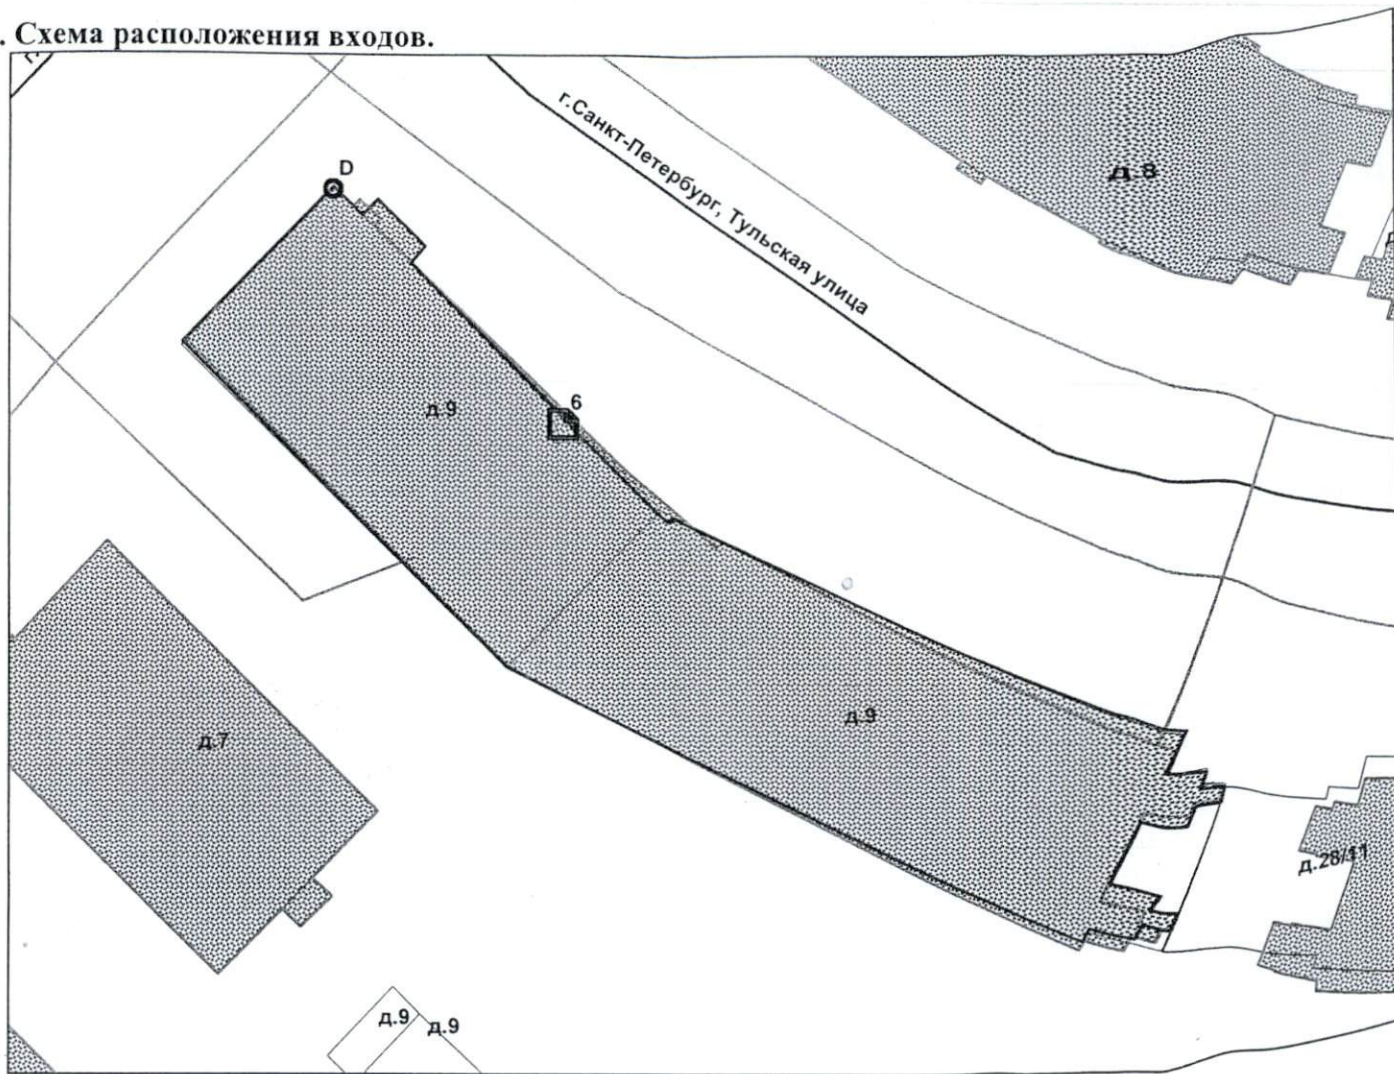 . Схема расположения входов.
г.
D
г.Санкт-Петербург, Тульская улица
д.8
д
6
д.9
д.9
д.7
д.28/11
д.9
д.9